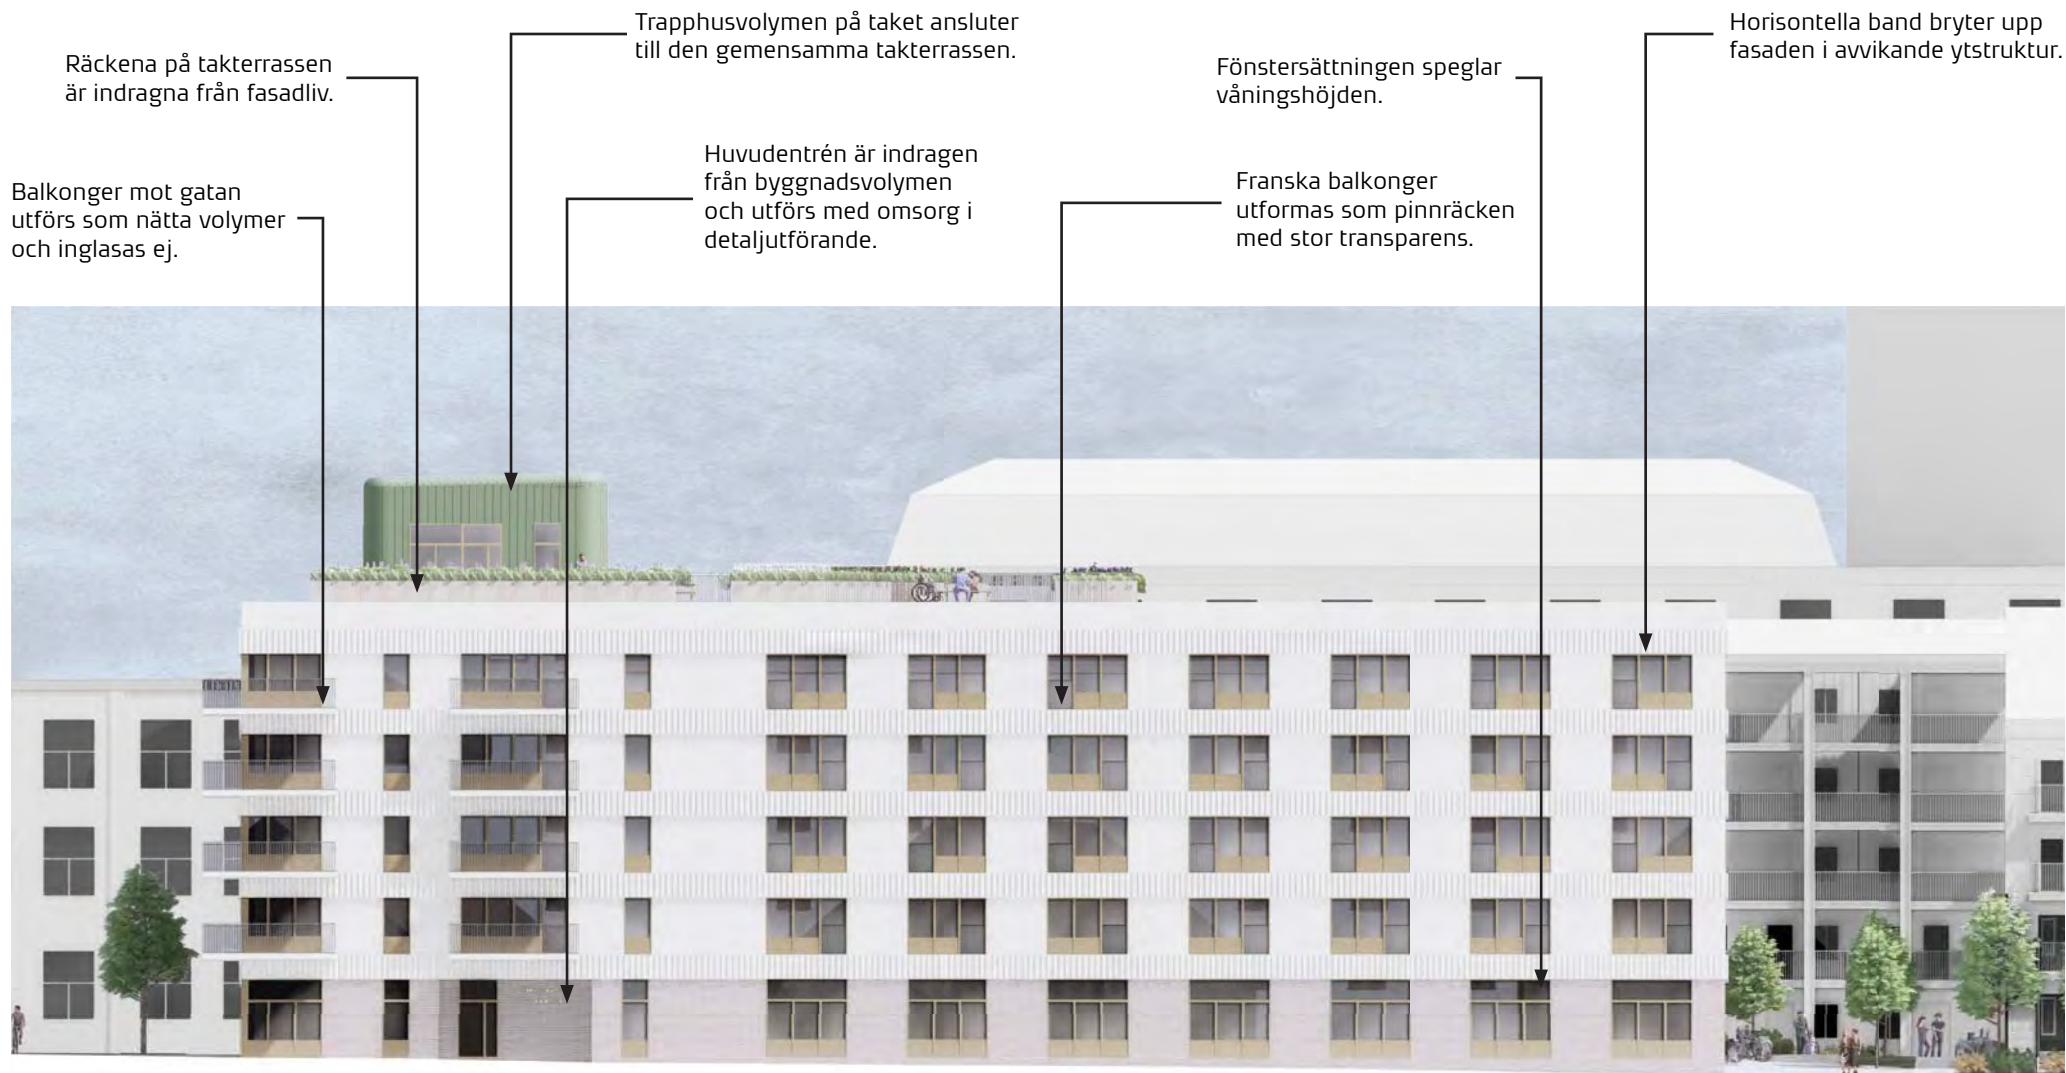 Trapphusvolymen på taket ansluter
till den gemensamma takterrassen.
Horisontella band bryter upp
fasaden i avvikande ytstruktur.
Räckena på takterrassen
är indragna från fasadliv.
Fönstersättningen speglar
våningshöjden.
Huvudentrén är indragen
från byggnadsvolymen
och utförs med omsorg i
detaljutförande.
Franska balkonger
utformas som pinnräcken
med stor transparens.
Balkonger mot gatan
utförs som nätta volymer
och inglasas ej.